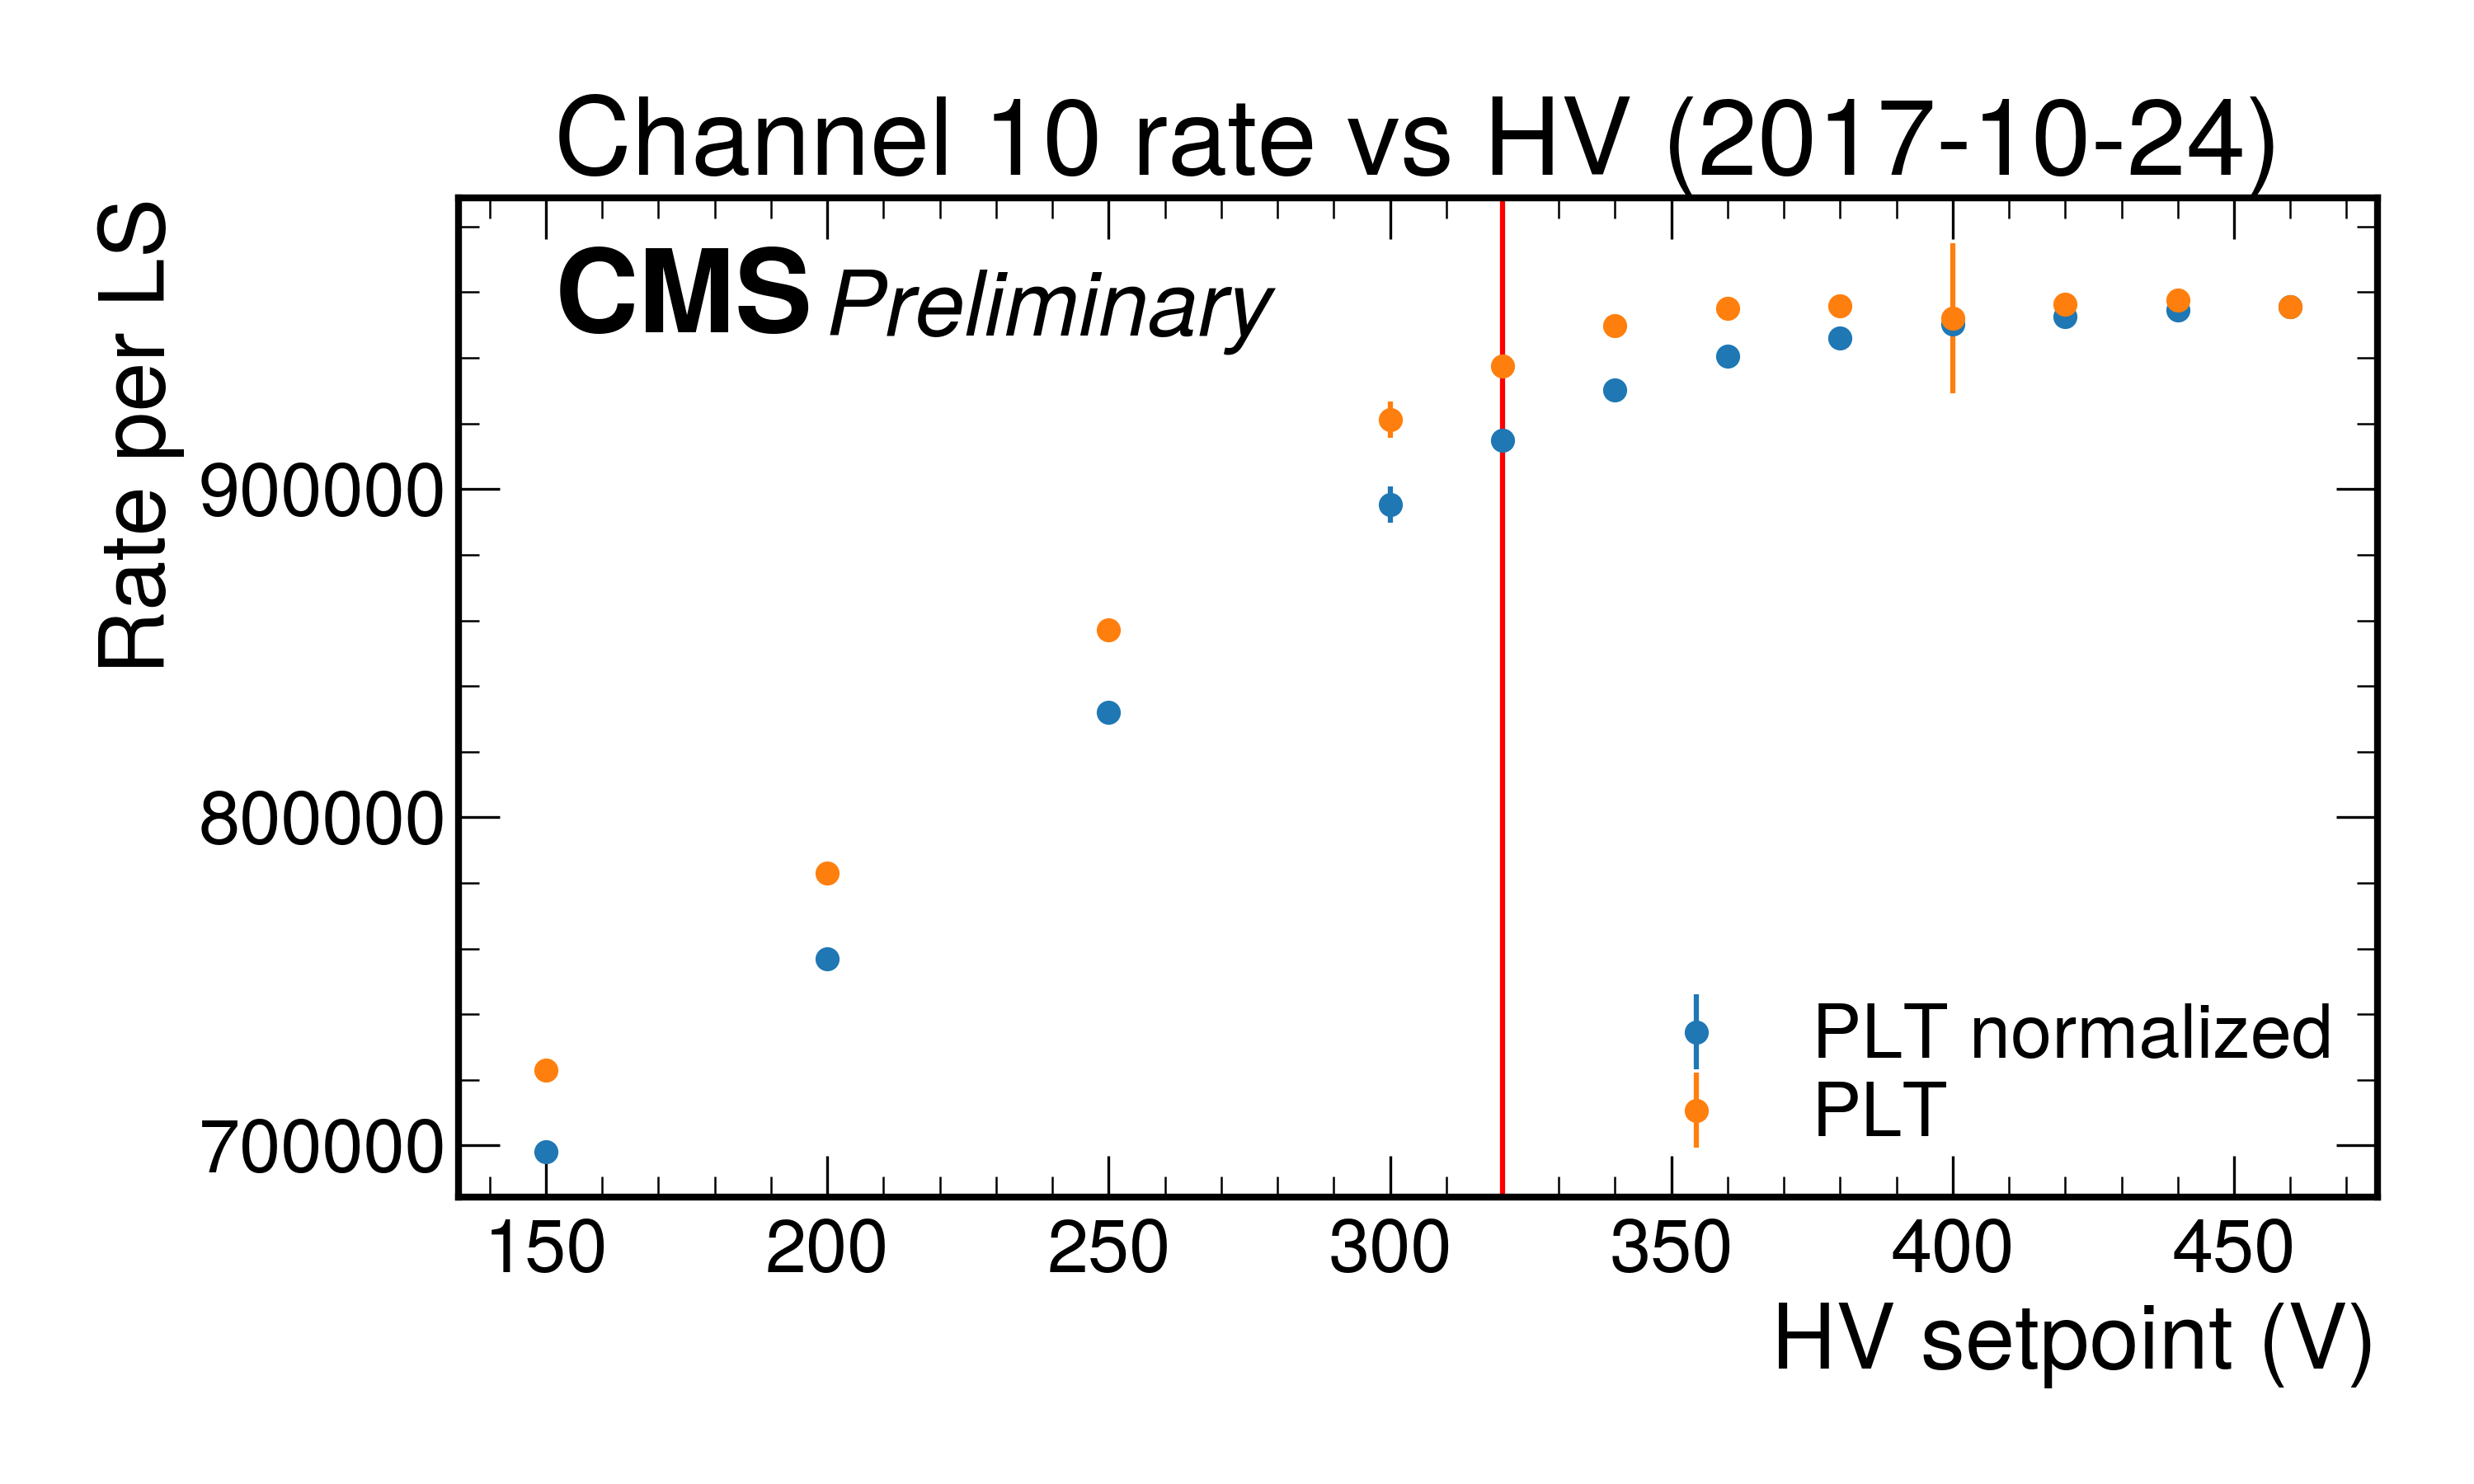 Channel 10 rate vs HV (2017-10-24)
CMS Preliminary
Rate per LS
900000
800000
700000
PLT normalized
PLT
150 200 250 300 350 400 450
HV setpoint (V)